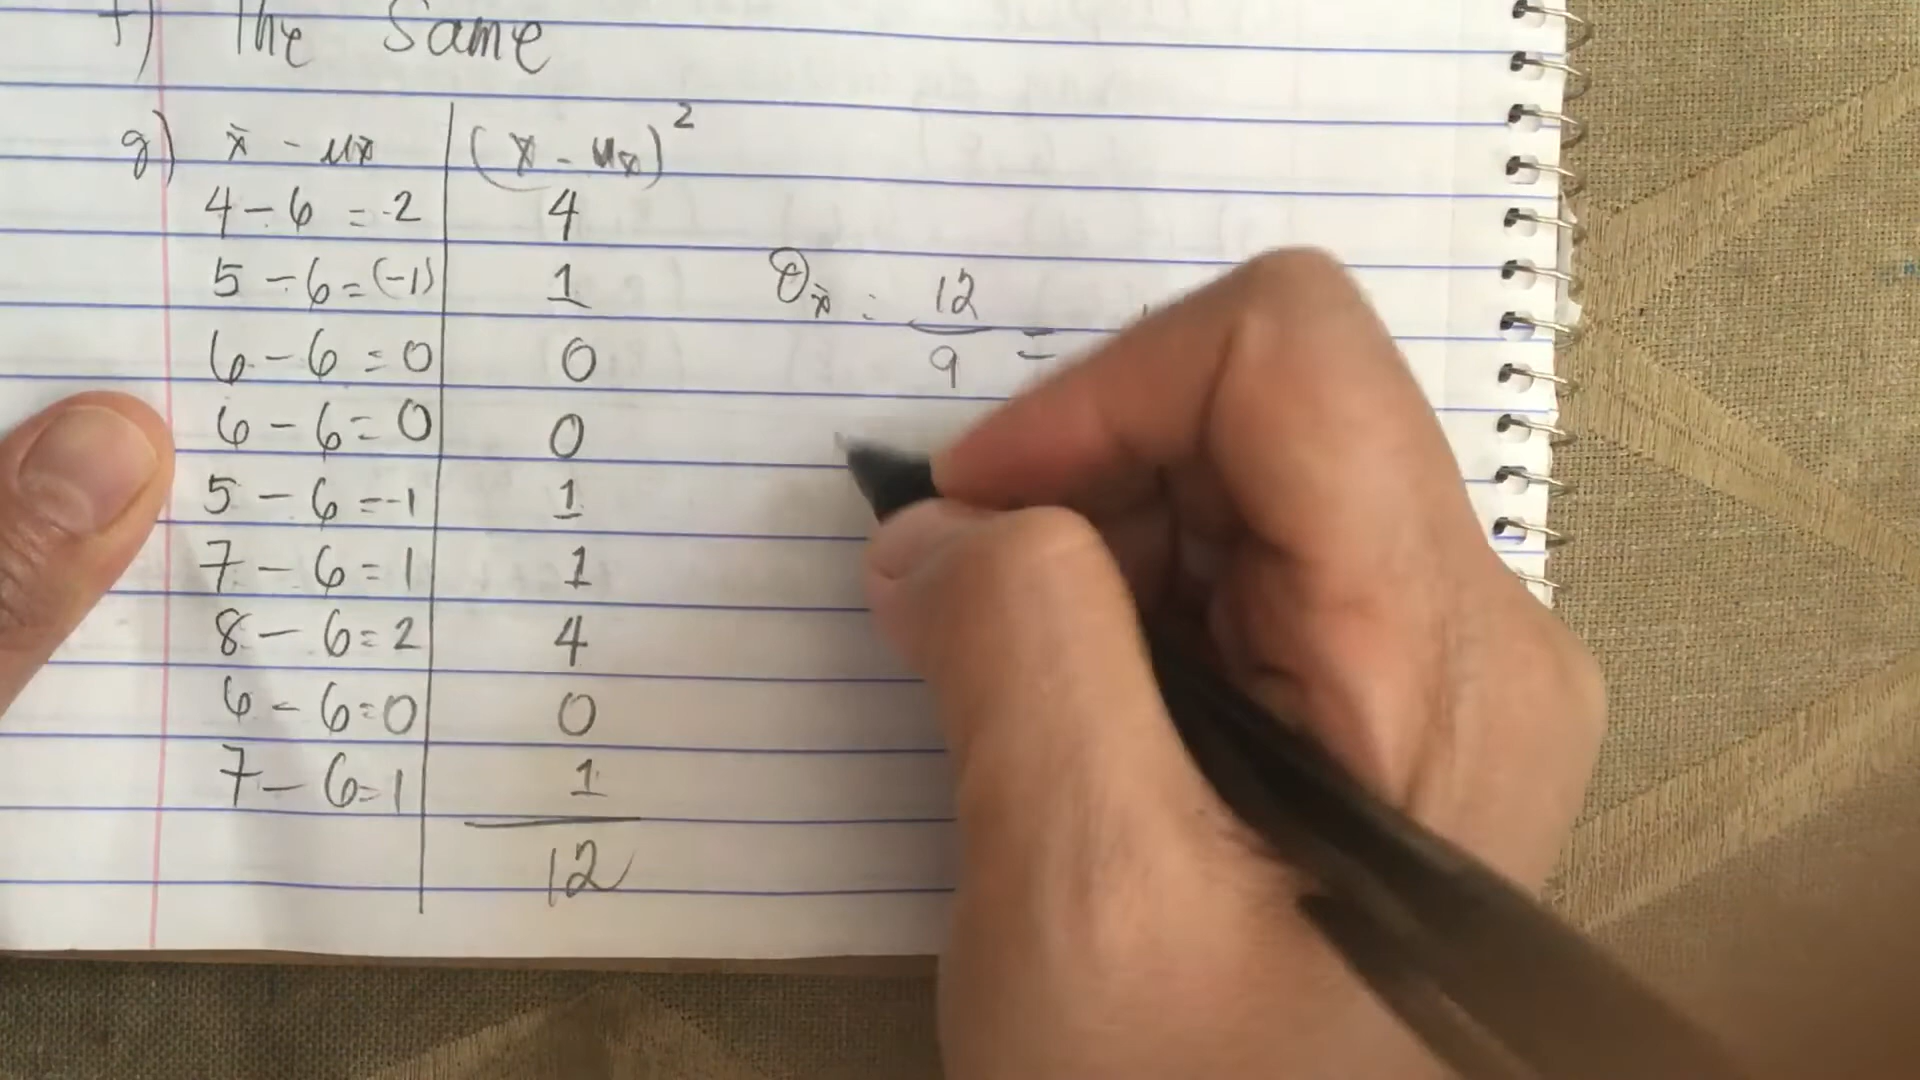 f) The Same
g) x̄ - μx̄ (x̄ - μx̄)²
4 - 6 = -2 4
5 - 6 = (-1) 1
6 - 6 = 0 0
6 - 6 = 0 0
5 - 6 = -1 1
7 - 6 = 1 1
8 - 6 = 2 4
6 - 6 = 0 0
7 - 6 = 1 1
12
σx̄ = 12/9 =